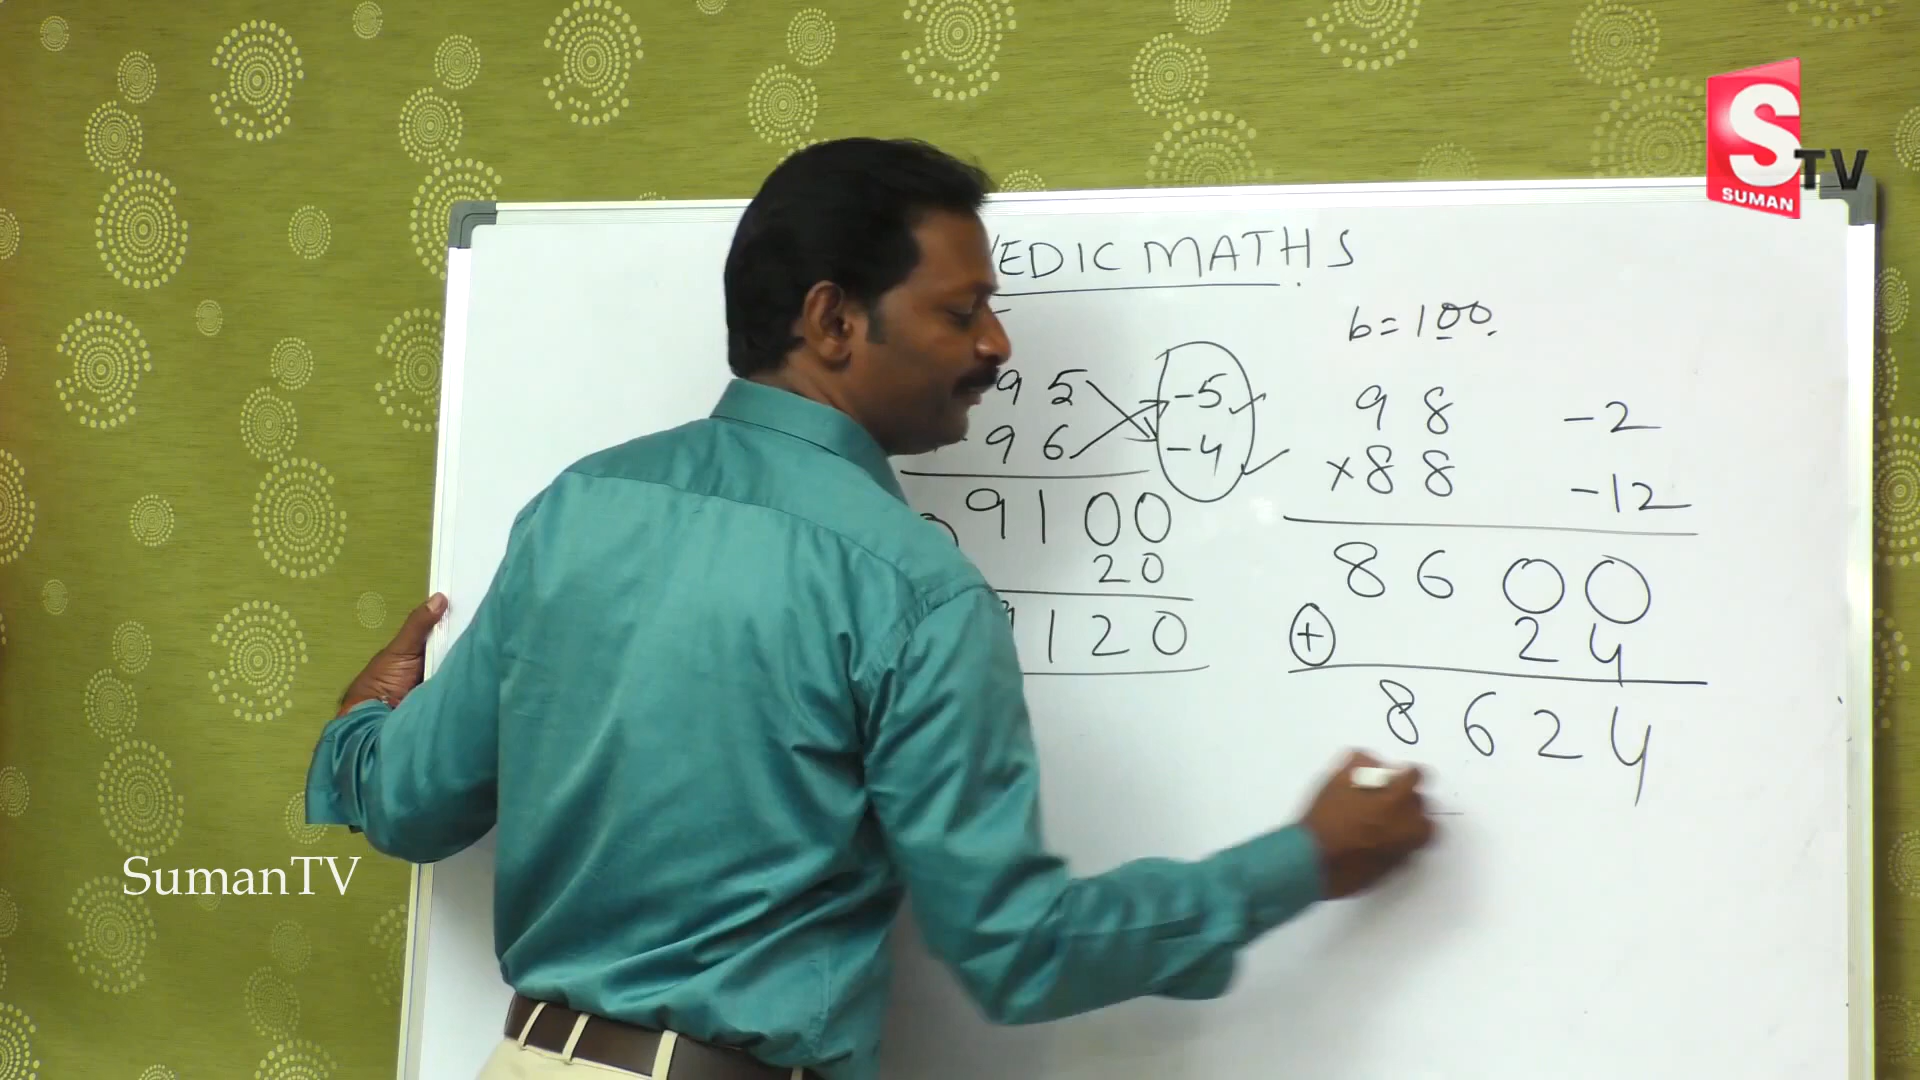 S TV
SUMAN
VEDIC MATHS
b=100.
95 -5
96 -4
9100
20
9120
98 -2
×88 -12
8600
+ 24
8624
SumanTV